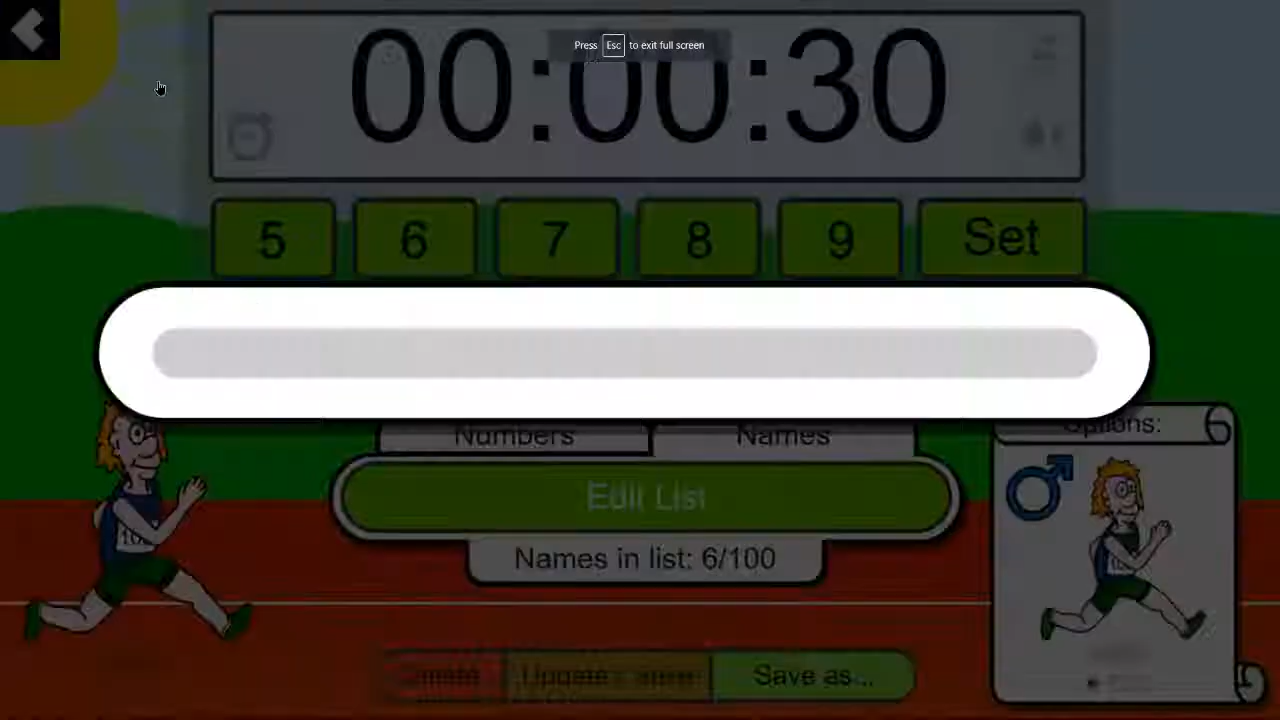 Press Esc to exit full screen
00:00:30
5 6 7 8 9 Set
Numbers Names
Options:
Edit List
Names in list: 6/100
Save as...